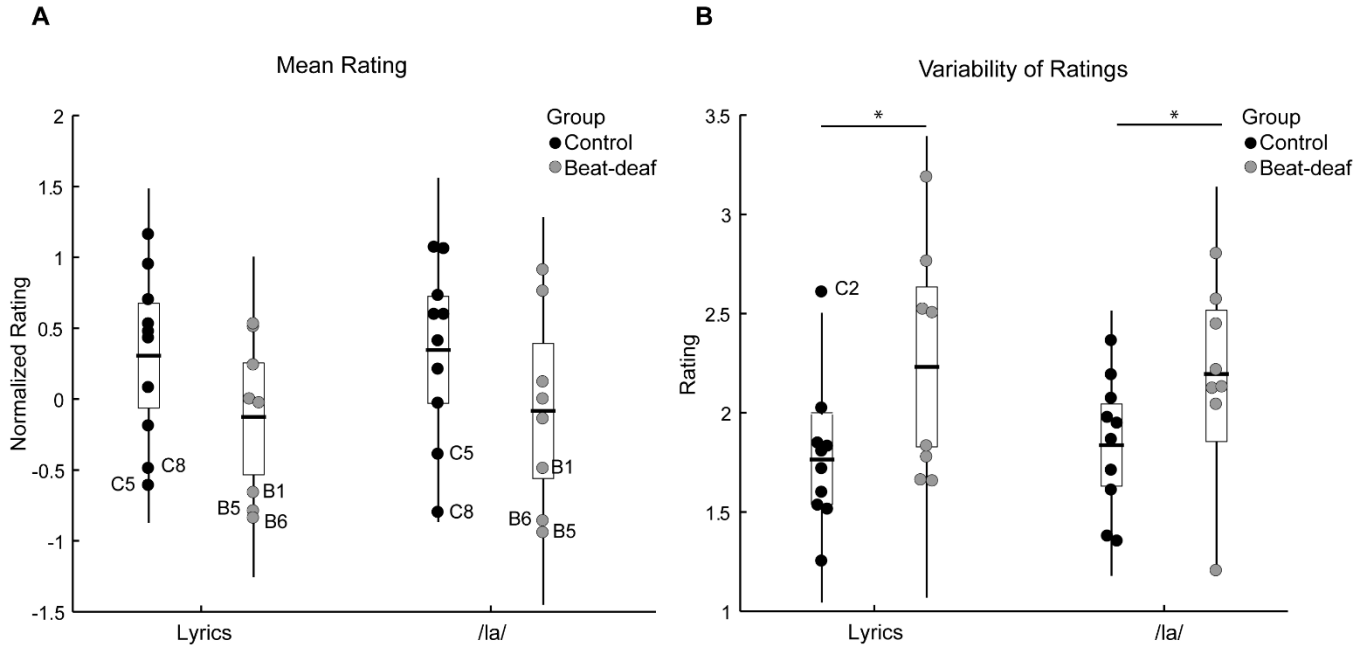 A
Mean Rating
Group
Control
Beat-deaf
Normalized Rating
2
1.5
1
0.5
0
-0.5
-1
-1.5
C8
C5
B1
B5
B6
C5
C8
B1
B6
B5
Lyrics
/la/
B
Variability of Ratings
Group
Control
Beat-deaf
Rating
3.5
3
2.5
2
1.5
1
*
*
C2
Lyrics
/la/